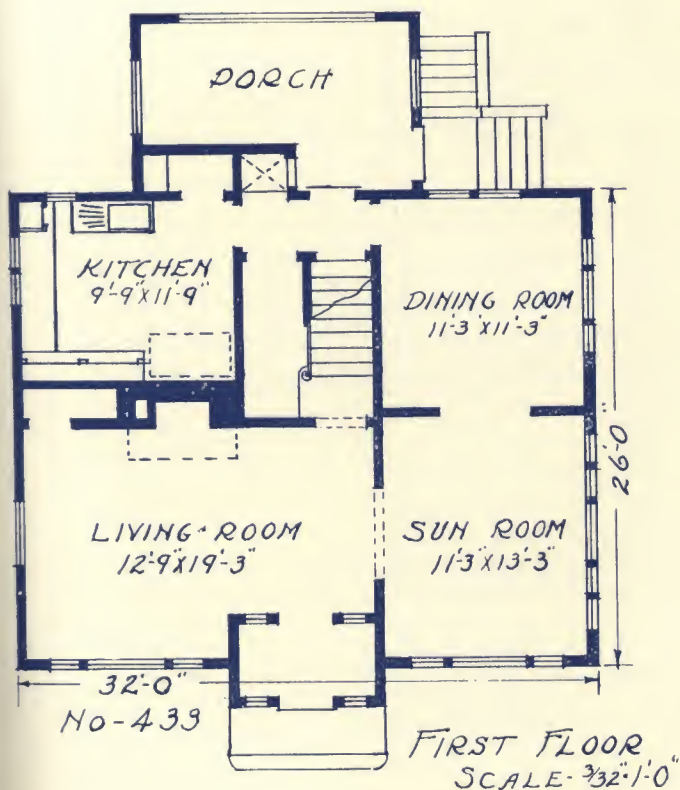 PORCH
KITCHEN
9'-9"X11'-9"
DINING ROOM
11'-3"X11'-3"
26'-0"
LIVING-ROOM
12'-9"X19'-3"
SUN ROOM
11'-3"X13'-3"
32'-0"
No-433
FIRST FLOOR
SCALE-3/32"=1'-0"